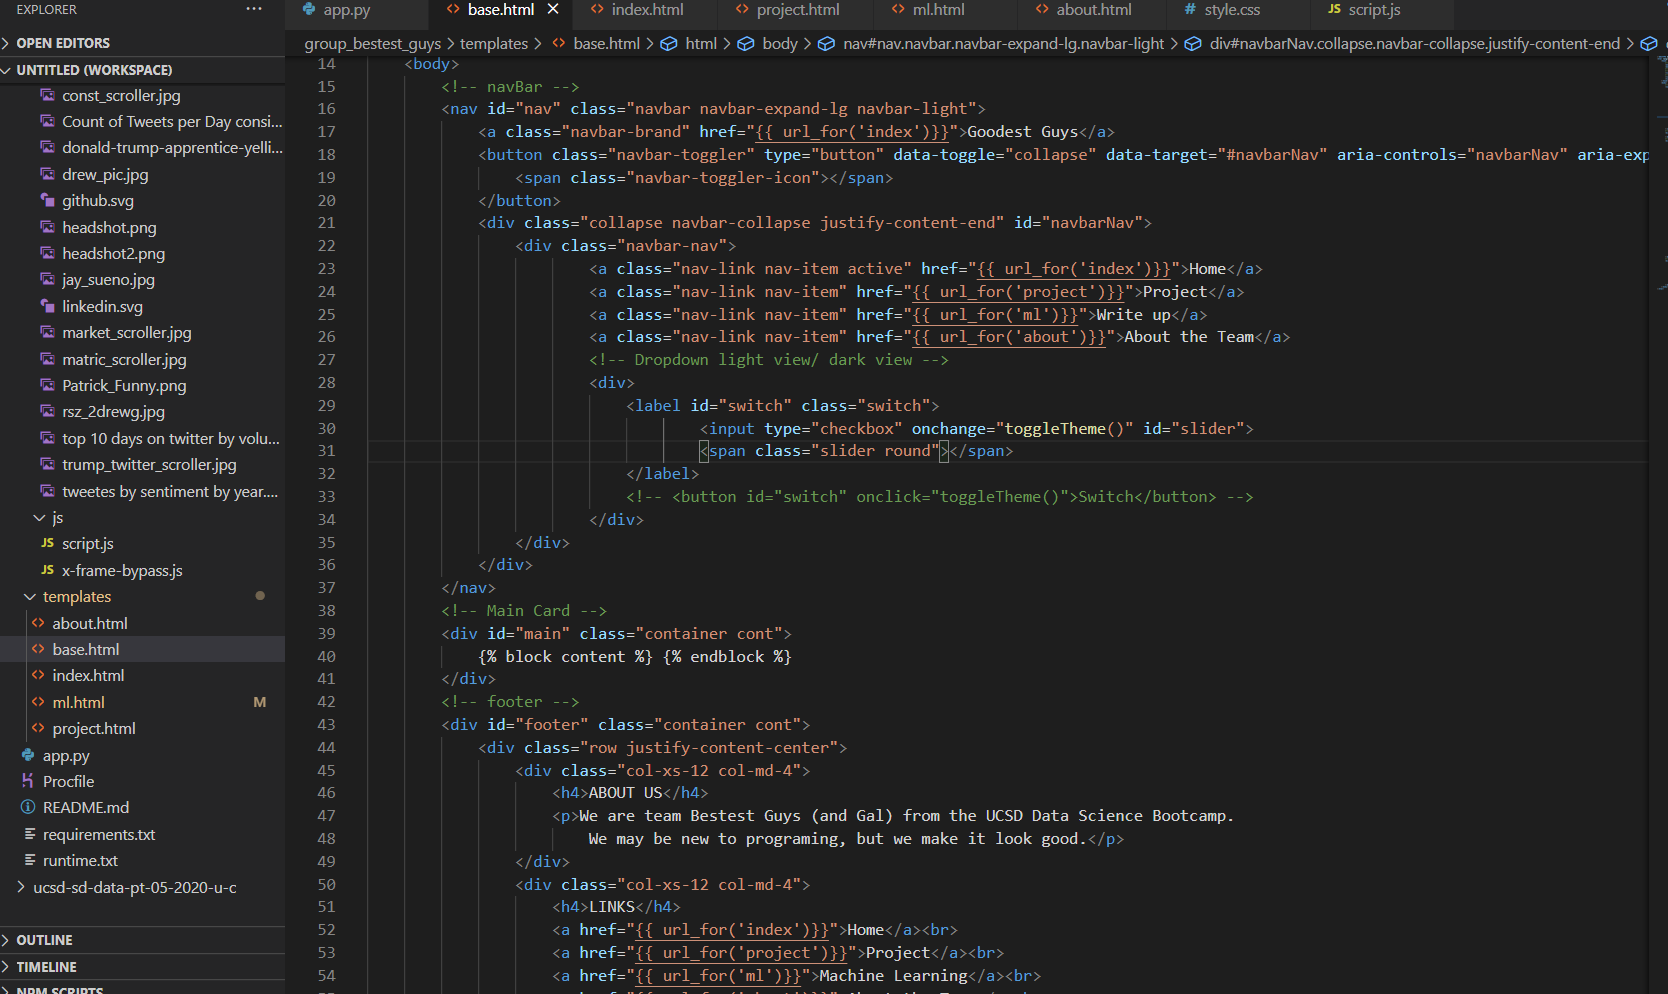 EXPLORER
···
OPEN EDITORS
UNTITLED (WORKSPACE)
const_scroller.jpg
Count of Tweets per Day consi...
donald-trump-apprentice-yelli...
drew_pic.jpg
github.svg
headshot.png
headshot2.png
jay_sueno.jpg
linkedin.svg
market_scroller.jpg
matric_scroller.jpg
Patrick_Funny.png
rsz_2drewg.jpg
top 10 days on twitter by volu...
trump_twitter_scroller.jpg
tweetes by sentiment by year....
js
JS script.js
JS x-frame-bypass.js
templates
about.html
base.html
index.html
ml.html M
project.html
app.py
Procfile
README.md
requirements.txt
runtime.txt
ucsd-sd-data-pt-05-2020-u-c
OUTLINE
TIMELINE
NPM SCRIPTS
app.py <> base.html × <> index.html <> project.html <> ml.html <> about.html # style.css JS script.js
group_bestest_guys > templates > <> base.html > html > body > nav#nav.navbar.navbar-expand-lg.navbar-light > div#navbarNav.collapse.navbar-collapse.justify-content-end >
14 <body>
15 <!-- navBar -->
16 <nav id="nav" class="navbar navbar-expand-lg navbar-light">
17 <a class="navbar-brand" href="{{ url_for('index')}}">Goodest Guys</a>
18 <button class="navbar-toggler" type="button" data-toggle="collapse" data-target="#navbarNav" aria-controls="navbarNav" aria-exp
19 <span class="navbar-toggler-icon"></span>
20 </button>
21 <div class="collapse navbar-collapse justify-content-end" id="navbarNav">
22 <div class="navbar-nav">
23 <a class="nav-link nav-item active" href="{{ url_for('index')}}">Home</a>
24 <a class="nav-link nav-item" href="{{ url_for('project')}}">Project</a>
25 <a class="nav-link nav-item" href="{{ url_for('ml')}}">Write up</a>
26 <a class="nav-link nav-item" href="{{ url_for('about')}}">About the Team</a>
27 <!-- Dropdown light view/ dark view -->
28 <div>
29 <label id="switch" class="switch">
30 <input type="checkbox" onchange="toggleTheme()" id="slider">
31 <span class="slider round"></span>
32 </label>
33 <!-- <button id="switch" onclick="toggleTheme()">Switch</button> -->
34 </div>
35 </div>
36 </div>
37 </nav>
38 <!-- Main Card -->
39 <div id="main" class="container cont">
40 {% block content %} {% endblock %}
41 </div>
42 <!-- footer -->
43 <div id="footer" class="container cont">
44 <div class="row justify-content-center">
45 <div class="col-xs-12 col-md-4">
46 <h4>ABOUT US</h4>
47 <p>We are team Bestest Guys (and Gal) from the UCSD Data Science Bootcamp.
48 We may be new to programing, but we make it look good.</p>
49 </div>
50 <div class="col-xs-12 col-md-4">
51 <h4>LINKS</h4>
52 <a href="{{ url_for('index')}}">Home</a><br>
53 <a href="{{ url_for('project')}}">Project</a><br>
54 <a href="{{ url_for('ml')}}">Machine Learning</a><br>